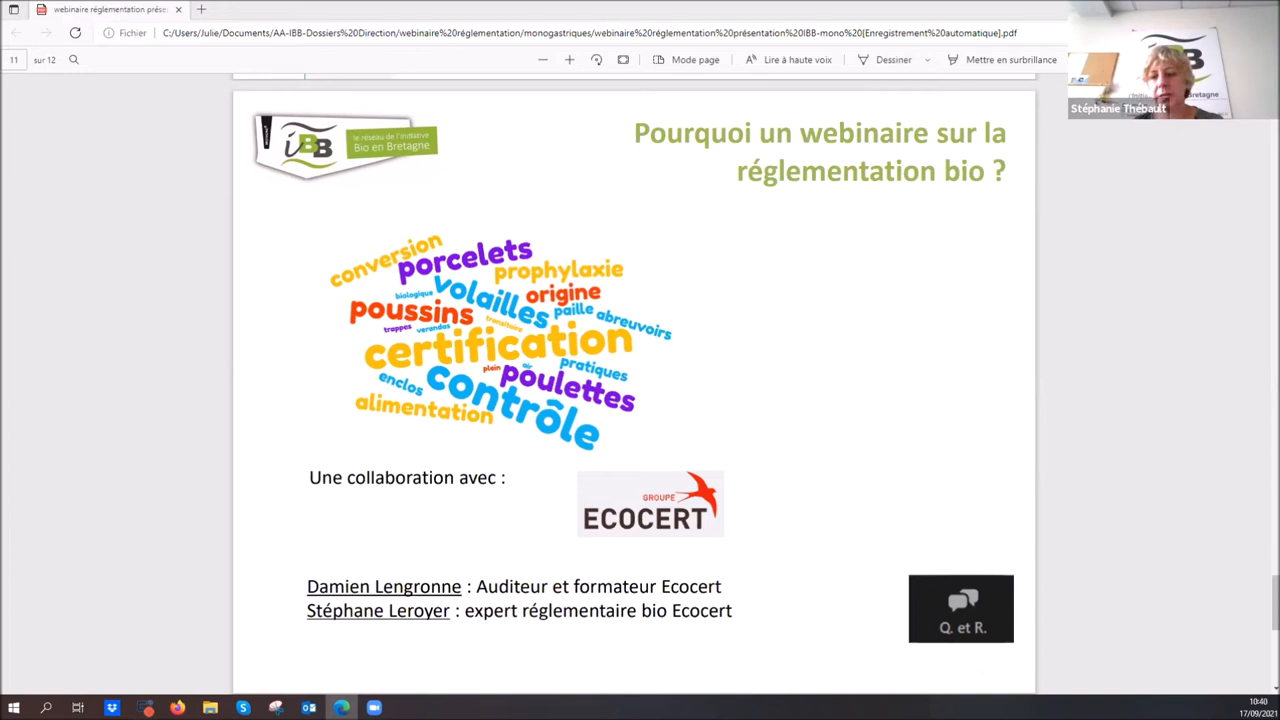 webinaire réglementation prése
Fichier
C:/Users/Julie/Documents/AA-IBB-Dossiers%20Direction/webinaire%20réglementation/monogastriques/webinaire%20réglementation%20présentation%20IBB-mono%20[Enregistrement%20automatique].pdf
11 sur 12
Mode page
Lire à haute voix
Dessiner
Mettre en surbrillance
Stéphanie Thébault
iBB
le réseau de l'initiative
Bio en Bretagne
Pourquoi un webinaire sur la
réglementation bio ?
conversion
porcelets
prophylaxie
biologique
volailles
origine
poussins
paille
abreuvoirs
trappes
verandas
transitoire
certification
plein
air
pratiques
enclos
contrôle
poulettes
alimentation
Une collaboration avec :
GROUPE
ECOCERT
Damien Lengronne : Auditeur et formateur Ecocert
Stéphane Leroyer : expert réglementaire bio Ecocert
Q. et R.
10:40
17/09/2021